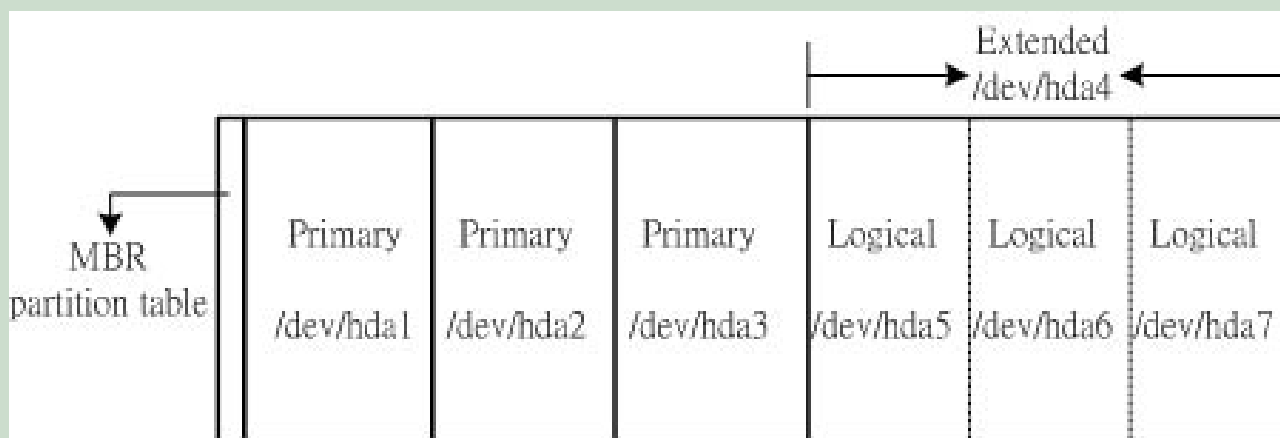 Extended
/dev/hda4
MBR
partition table
Primary
/dev/hda1
Primary
/dev/hda2
Primary
/dev/hda3
Logical
/dev/hda5
Logical
/dev/hda6
Logical
/dev/hda7